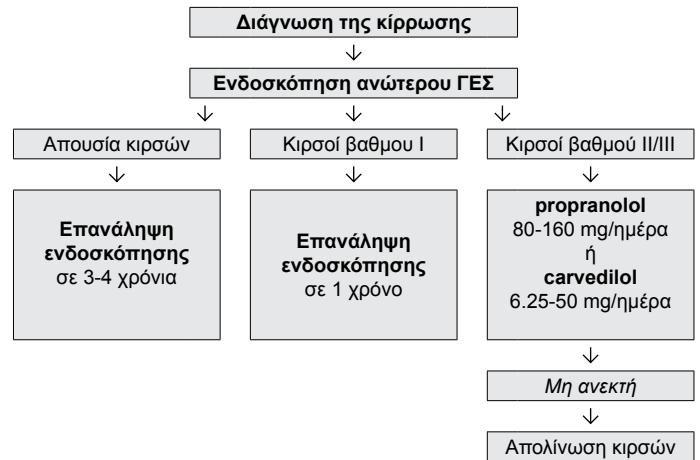 Διάγνωση της κίρρωσης
Ενδοσκόπηση ανώτερου ΓΕΣ
Απουσία κιρσών
Κιρσοί βαθμου Ι
Κιρσοί βαθμού ΙΙ/ΙΙΙ
Επανάληψη
ενδοσκόπησης
σε 3-4 χρόνια
Επανάληψη
ενδοσκόπησης
σε 1 χρόνο
propranolol
80-160 mg/ημέρα
ή
carvedilol
6.25-50 mg/ημέρα
Μη ανεκτή
Απολίνωση κιρσών